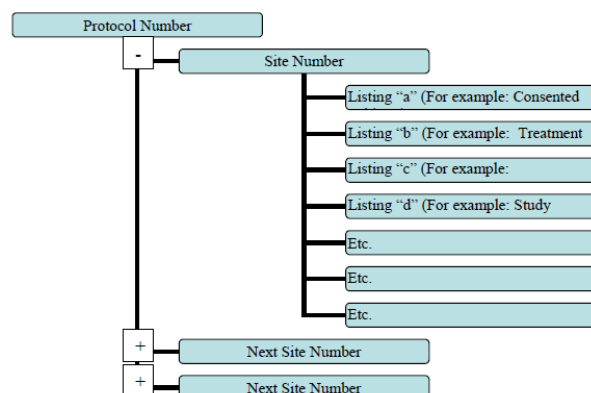 Protocol Number
-
Site Number
Listing “a” (For example: Consented
Listing “b” (For example:  Treatment
Listing “c” (For example:
Listing “d” (For example: Study
Etc.
Etc.
Etc.
+
Next Site Number
+
Next Site Number